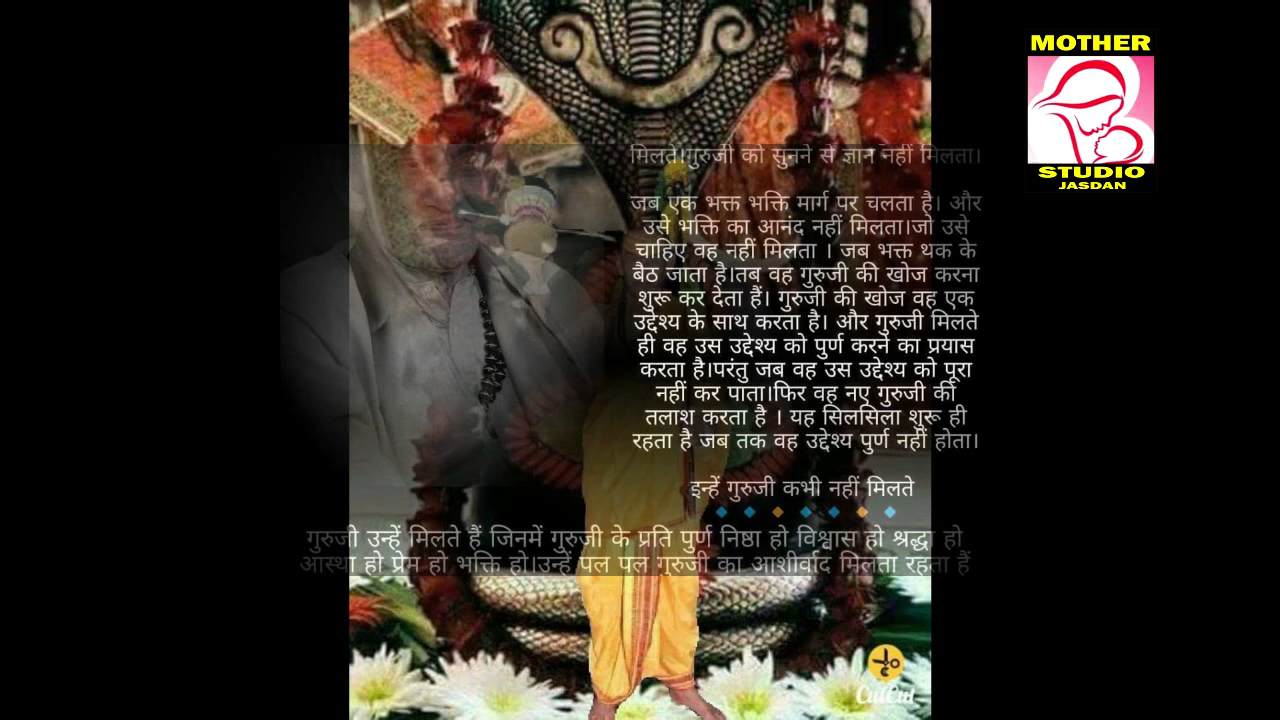 MOTHER
STUDIO
JASDAN
मिलते।गुरुजी को सुनने से ज्ञान नहीं मिलता।
जब एक भक्त भक्ति मार्ग पर चलता है। और
उसे भक्ति का आनंद नहीं मिलता।जो उसे
चाहिए वह नहीं मिलता । जब भक्त थक के
बैठ जाता है।तब वह गुरुजी की खोज करना
शुरू कर देता हैं। गुरुजी की खोज वह एक
उद्देश्य के साथ करता है। और गुरुजी मिलते
ही वह उस उद्देश्य को पुर्ण करने का प्रयास
करता है।परंतु जब वह उस उद्देश्य को पूरा
नहीं कर पाता।फिर वह नए गुरुजी की
तलाश करता है । यह सिलसिला शुरू ही
रहता है जब तक वह उद्देश्य पुर्ण नहीं होता।
इन्हें गुरुजी कभी नहीं मिलते
गुरुजी उन्हें मिलते हैं जिनमें गुरुजी के प्रति पुर्ण निष्ठा हो विश्वास हो श्रद्धा हो
आस्था हो प्रेम हो भक्ति हो।उन्हें पल पल गुरुजी का आशीर्वाद मिलता रहता हैं
CutCut